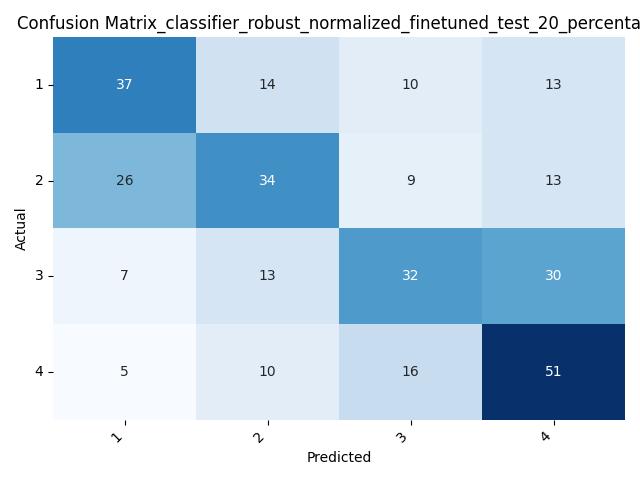 Confusion Matrix_classifier_robust_normalized_finetuned_test_20_percenta
1 37 14 10 13
2 26 34 9 13
Actual
3 7 13 32 30
4 5 10 16 51
1 2 3 4
Predicted